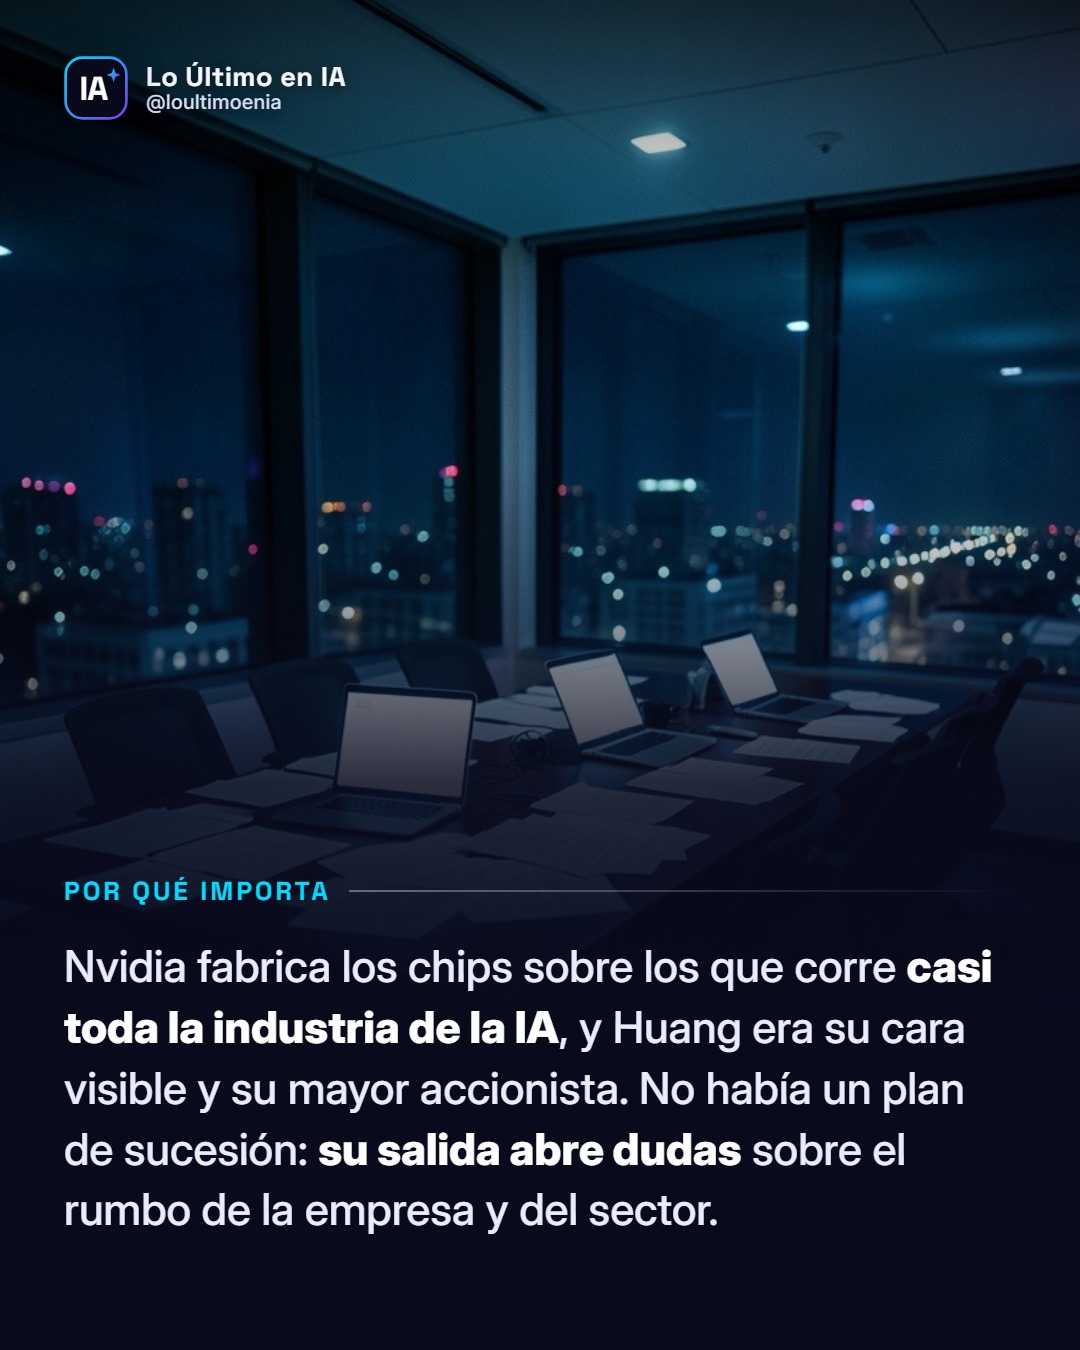 IA
Lo Último en IA
@loultimoenia
POR QUÉ IMPORTA
Nvidia fabrica los chips sobre los que corre casi
toda la industria de la IA, y Huang era su cara
visible y su mayor accionista. No había un plan
de sucesión: su salida abre dudas sobre el
rumbo de la empresa y del sector.